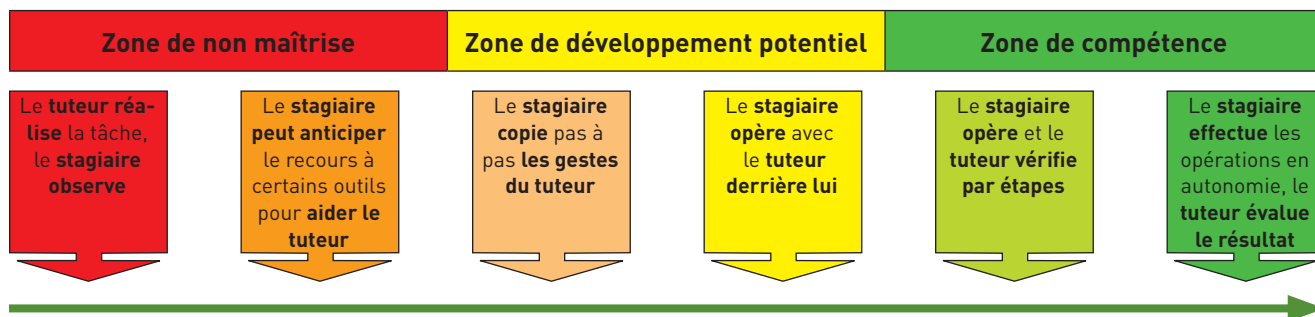 Zone de non maîtrise
Zone de développement potentiel
Zone de compétence
Le tuteur réa-
lise la tâche,
le stagiaire
observe
Le stagiaire
peut anticiper
le recours à
certains outils
pour aider le
tuteur
Le stagiaire
copie pas à
pas les gestes
du tuteur
Le stagiaire
opère avec
le tuteur
derrière lui
Le stagiaire
opère et le
tuteur vérifie
par étapes
Le stagiaire
effectue les
opérations en
autonomie, le
tuteur évalue
le résultat